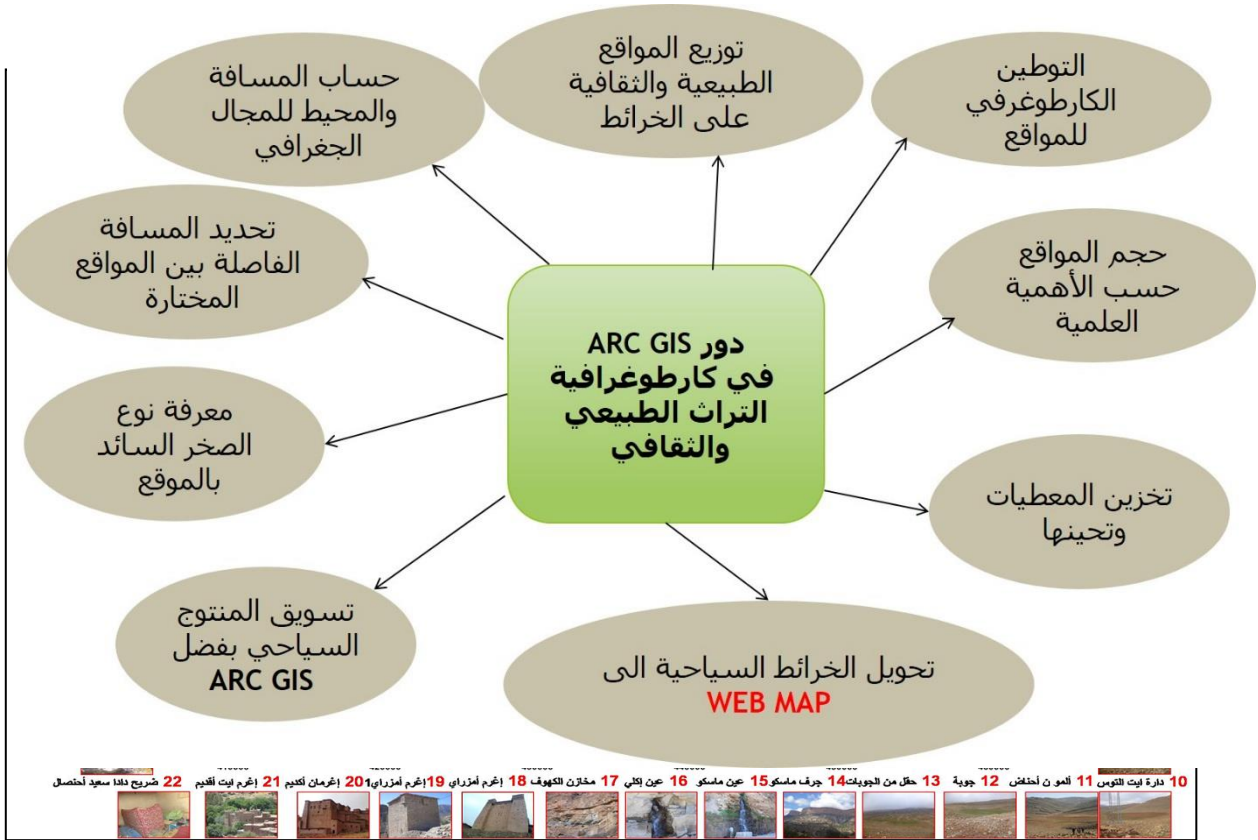 توزيع المواقع
الطبيعية والثقافية
على الخرائط
التوطين
الكارطوغرفي
للمواقع
حجم المواقع
حسب الأهمية
العلمية
تخزين المعطيات
وتحينها
تحويل الخرائط السياحية الى
WEB MAP
تسويق المنتوج
السياحي بفضل
ARC GIS
معرفة نوع
الصخر السائد
بالموقع
تحديد المسافة
الفاصلة بين المواقع
المختارة
حساب المسافة
والمحيط للمجال
الجغرافي
دور ARC GIS
في كارطوغرافية
التراث الطبيعي
والثقافي
10 دارة ايت التوس 11 ألمو ن أحناض 12 جوبة 13 حقل من الجوبات 14 جرف ماسكو 15 عين ماسكو 16 عين إكلي 17 مخازن الكهوف 18 إغرم أمزراي 19 إغرم أمزراي1 20 إغرمان أكديم 21 إغرم ايت أقديم 22 ضريح دادا سعيد أحنصال